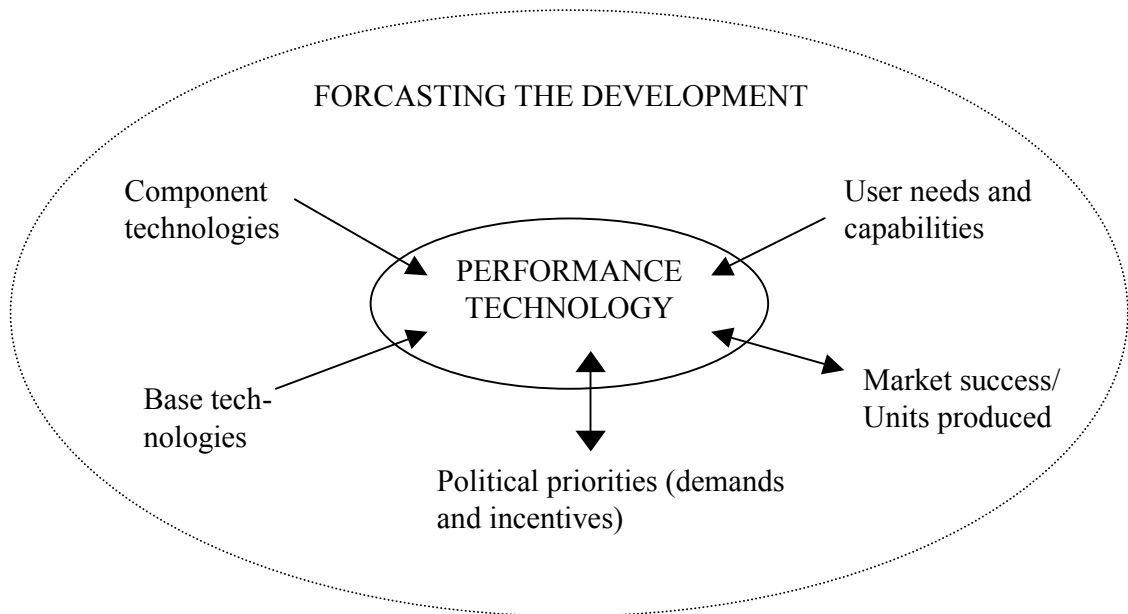 FORCASTING THE DEVELOPMENT
Component
technologies
User needs and
capabilities
PERFORMANCE
TECHNOLOGY
Base tech-
nologies
Market success/
Units produced
Political priorities (demands
and incentives)